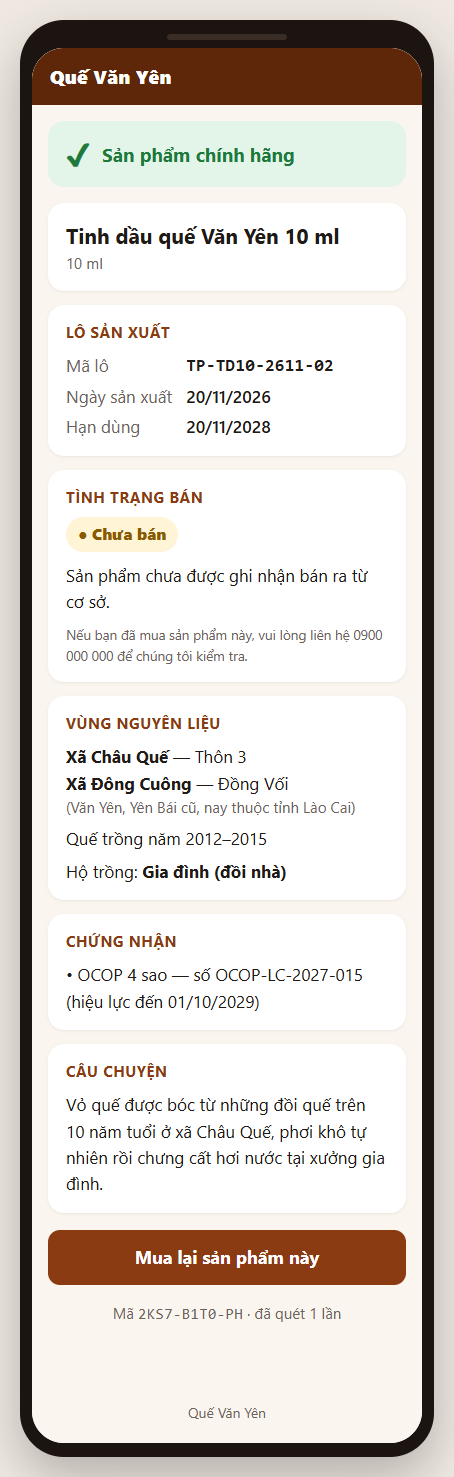 Quế Văn Yên
✓ Sản phẩm chính hãng
Tinh dầu quế Văn Yên 10 ml
10 ml
LÔ SẢN XUẤT
Mã lô TP-TD10-2611-02
Ngày sản xuất 20/11/2026
Hạn dùng 20/11/2028
TÌNH TRẠNG BÁN
• Chưa bán
Sản phẩm chưa được ghi nhận bán ra từ
cơ sở.
Nếu bạn đã mua sản phẩm này, vui lòng liên hệ 0900
000 000 để chúng tôi kiểm tra.
VÙNG NGUYÊN LIỆU
Xã Châu Quế — Thôn 3
Xã Đông Cuông — Đồng Vối
(Văn Yên, Yên Bái cũ, nay thuộc tỉnh Lào Cai)
Quế trồng năm 2012–2015
Hộ trồng: Gia đình (đồi nhà)
CHỨNG NHẬN
• OCOP 4 sao — số OCOP-LC-2027-015
(hiệu lực đến 01/10/2029)
CÂU CHUYỆN
Vỏ quế được bóc từ những đồi quế trên
10 năm tuổi ở xã Châu Quế, phơi khô tự
nhiên rồi chưng cất hơi nước tại xưởng gia
đình.
Mua lại sản phẩm này
Mã 2KS7-B1T0-PH · đã quét 1 lần
Quế Văn Yên